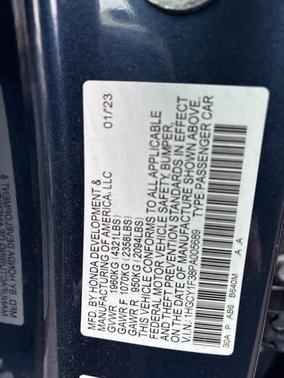 MFD. BY HONDA DEVELOPMENT & 01/23
MANUFACTURING OF AMERICA, LLC
GVWR 1960KG (4321LBS)
GAWR F 1070KG (2358LBS)
GAWR R 950KG (2094LBS)
THIS VEHICLE CONFORMS TO ALL APPLICABLE
FEDERAL MOTOR VEHICLE SAFETY, BUMPER,
AND THEFT PREVENTION STANDARDS IN EFFECT
ON THE DATE OF MANUFACTURE SHOWN ABOVE.
V.I.N.: 1HGCY1F38PA005689
TYPE:PASSENGER CAR
30A P AB6 B640M A A